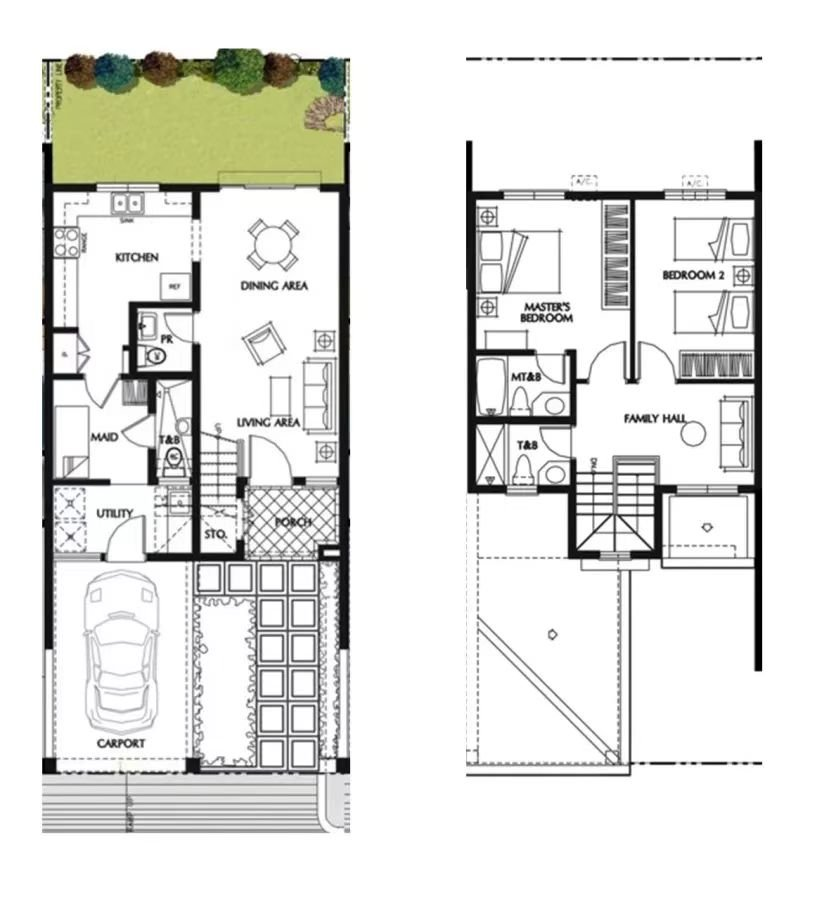 PROPERTY LINE
SINK
RANGE
KITCHEN
REF
DINING AREA
PR
P
LIVING AREA
MAID
T&B
UP
UTILITY
STO.
PORCH
CARPORT
A/C
A/C
MASTER'S
BEDROOM
BEDROOM 2
MT&B
FAMILY HALL
T&B
DN